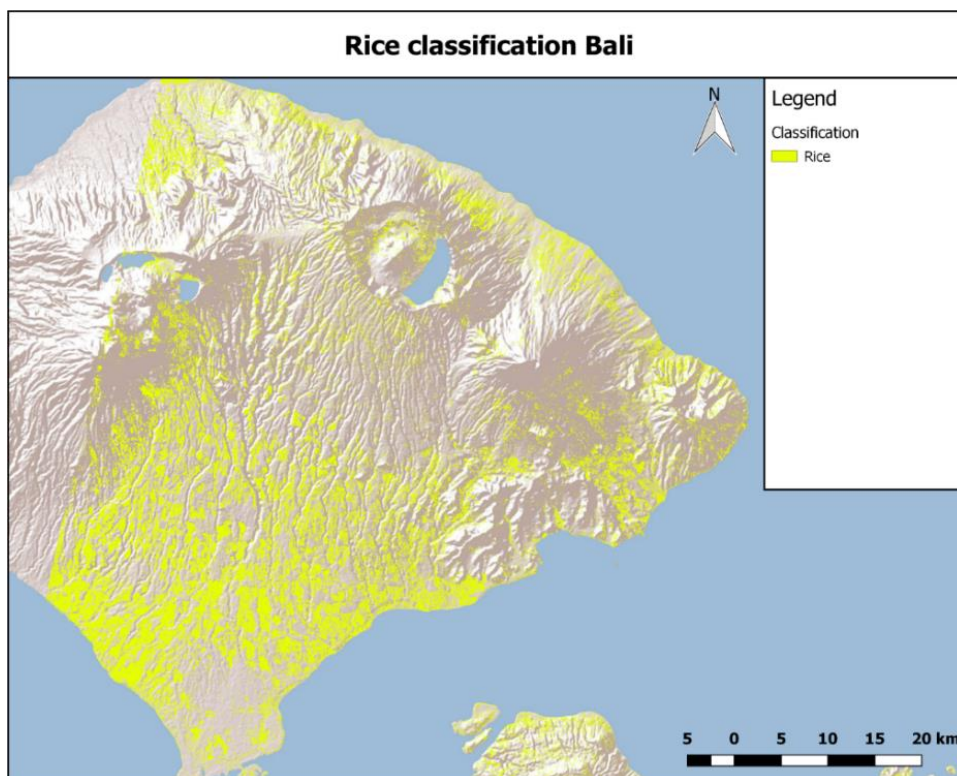 Rice classification Bali
N
Legend
Classification
Rice
5 0 5 10 15 20 km